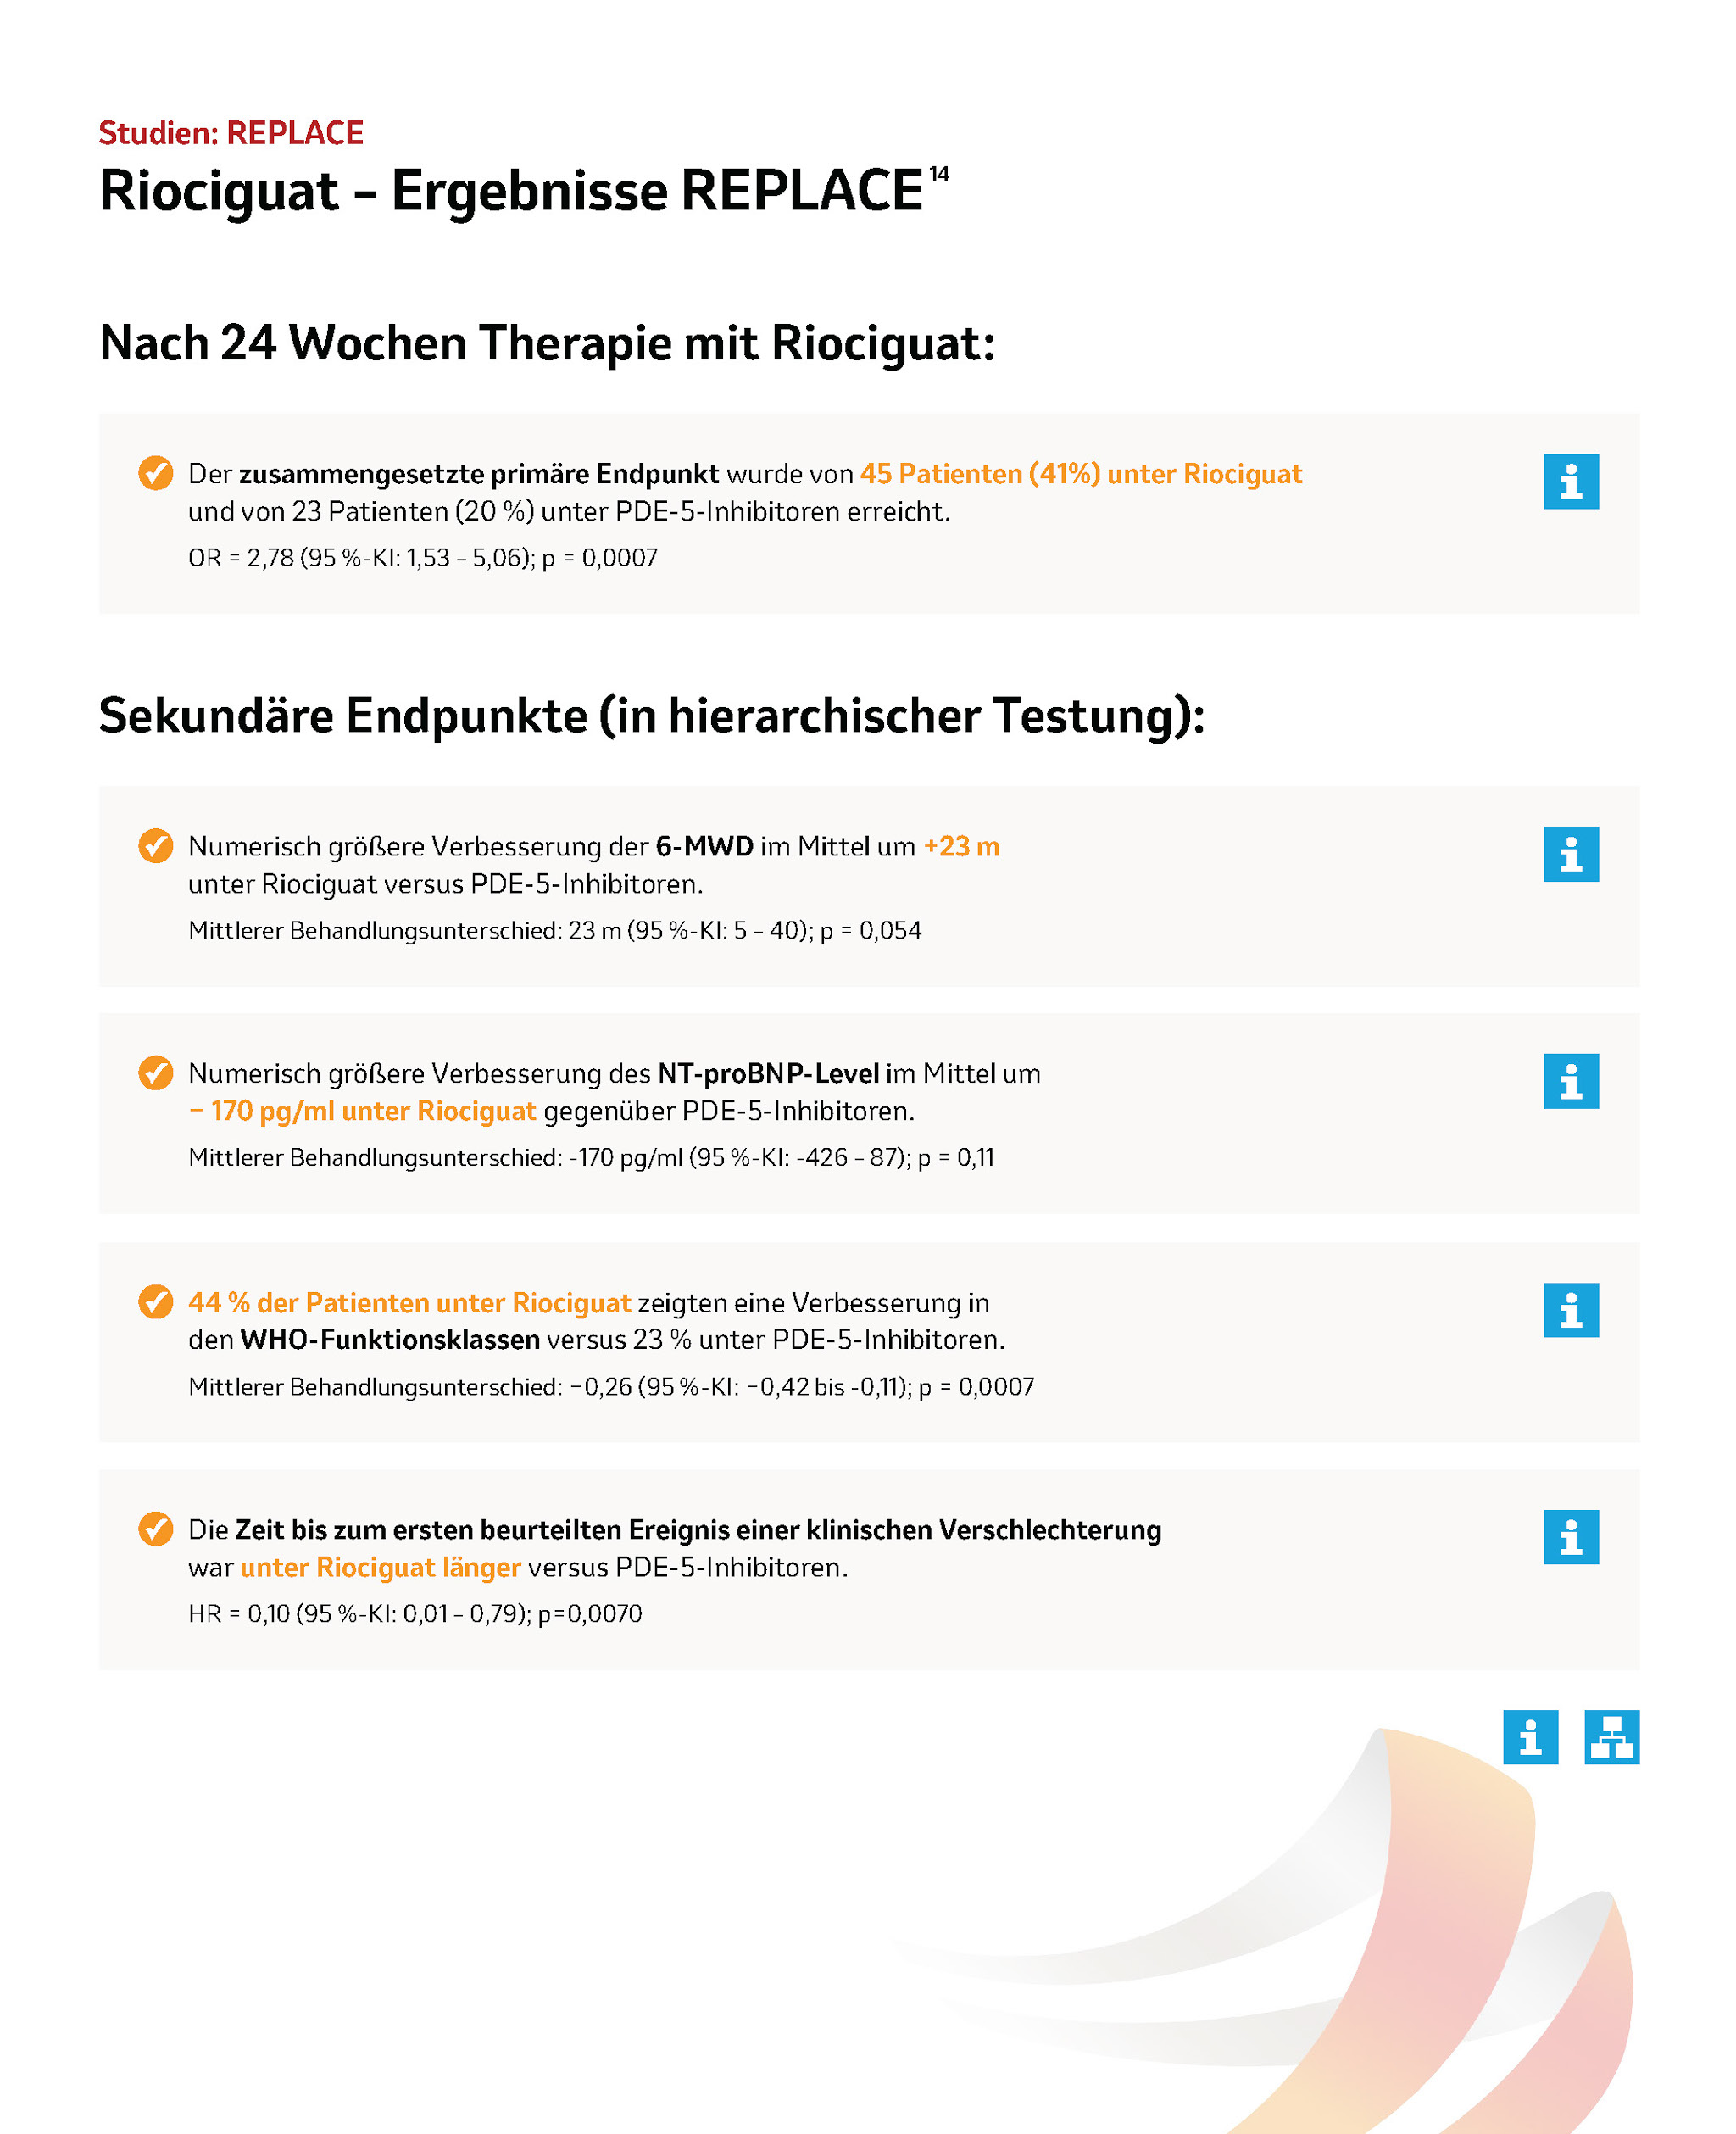 Studien: REPLACE
Riociguat – Ergebnisse REPLACE¹⁴
Nach 24 Wochen Therapie mit Riociguat:
Der zusammengesetzte primäre Endpunkt wurde von 45 Patienten (41%) unter Riociguat
und von 23 Patienten (20 %) unter PDE-5-Inhibitoren erreicht.
OR = 2,78 (95 %-KI: 1,53 – 5,06); p = 0,0007
Sekundäre Endpunkte (in hierarchischer Testung):
Numerisch größere Verbesserung der 6-MWD im Mittel um +23 m
unter Riociguat versus PDE-5-Inhibitoren.
Mittlerer Behandlungsunterschied: 23 m (95 %-KI: 5 – 40); p = 0,054
Numerisch größere Verbesserung des NT-proBNP-Level im Mittel um
– 170 pg/ml unter Riociguat gegenüber PDE-5-Inhibitoren.
Mittlerer Behandlungsunterschied: -170 pg/ml (95 %-KI: -426 – 87); p = 0,11
44 % der Patienten unter Riociguat zeigten eine Verbesserung in
den WHO-Funktionsklassen versus 23 % unter PDE-5-Inhibitoren.
Mittlerer Behandlungsunterschied: –0,26 (95 %-KI: –0,42 bis -0,11); p = 0,0007
Die Zeit bis zum ersten beurteilten Ereignis einer klinischen Verschlechterung
war unter Riociguat länger versus PDE-5-Inhibitoren.
HR = 0,10 (95 %-KI: 0,01 – 0,79); p=0,0070